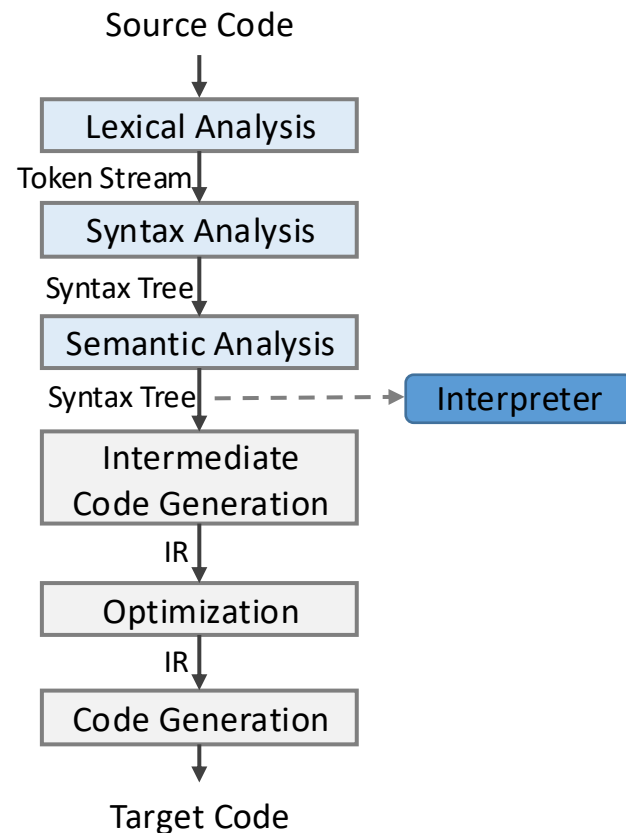 Source Code
Lexical Analysis
Token Stream
Syntax Analysis
Syntax Tree
Semantic Analysis
Syntax Tree
Interpreter
Intermediate
Code Generation
IR
Optimization
IR
Code Generation
Target Code